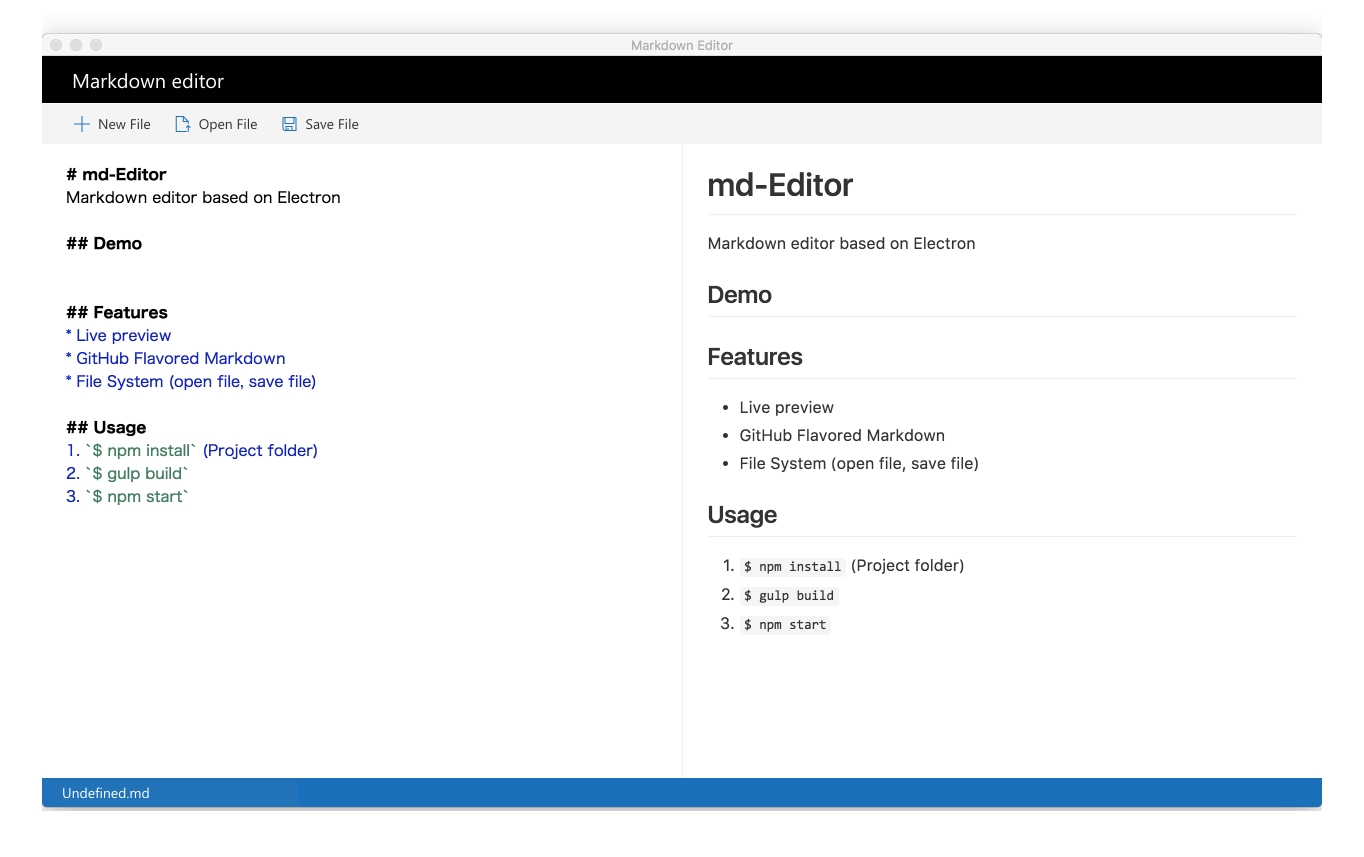 Markdown Editor
Markdown editor
New File Open File Save File
# md-Editor
Markdown editor based on Electron
## Demo
## Features
* Live preview
* GitHub Flavored Markdown
* File System (open file, save file)
## Usage
1. `$ npm install` (Project folder)
2. `$ gulp build`
3. `$ npm start`
md-Editor
Markdown editor based on Electron
Demo
Features
• Live preview
• GitHub Flavored Markdown
• File System (open file, save file)
Usage
1. $ npm install (Project folder)
2. $ gulp build
3. $ npm start
Undefined.md